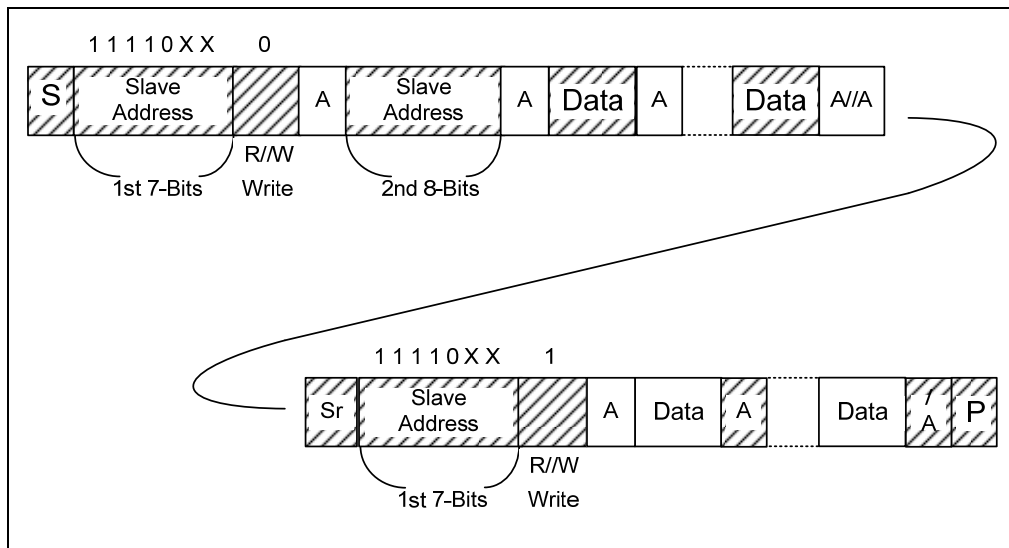 1 1 1 1 0 X X 0
S Slave Address A Slave Address A Data A Data A//A
R//W
1st 7-Bits Write 2nd 8-Bits
1 1 1 1 0 X X 1
Sr Slave Address A Data A Data /A P
R//W
1st 7-Bits Write